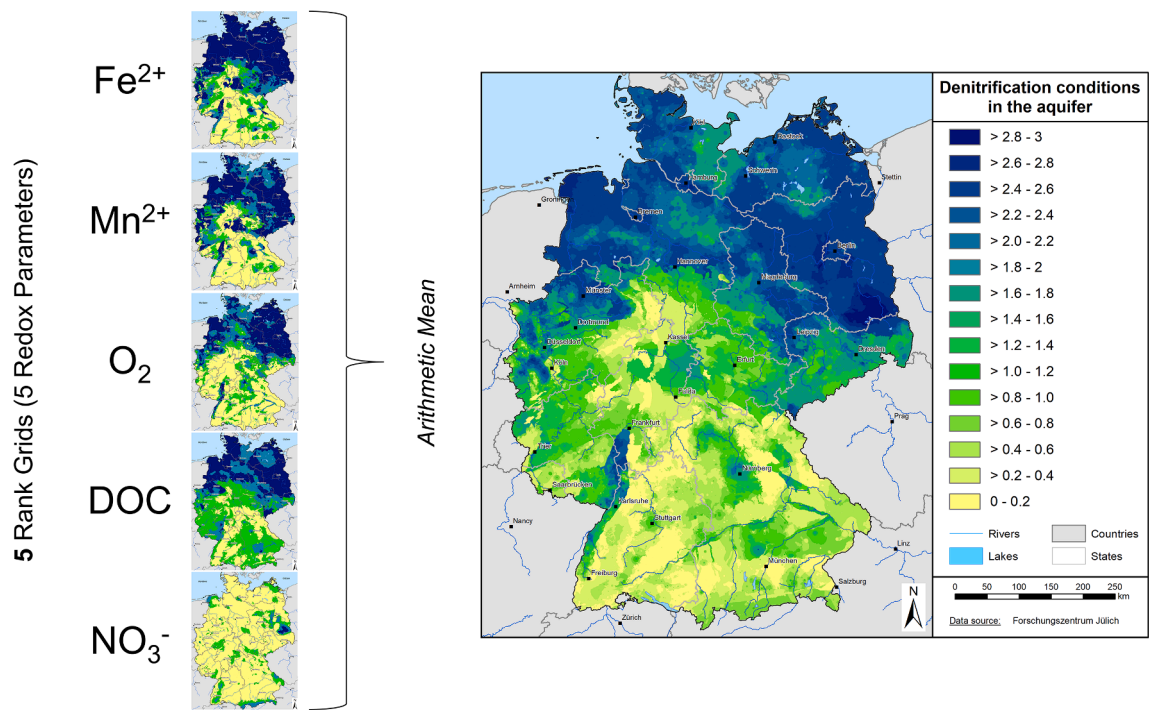 5 Rank Grids (5 Redox Parameters)
Fe2+
Mn2+
O2
DOC
NO3-
Arithmetic Mean
Kiel
Rostock
Schwerin
Hamburg
Stettin
Groningen
Bremen
Berlin
Hannover
Magdeburg
Arnheim
Münster
Dortmund
Leipzig
Düsseldorf
Kassel
Dresden
Köln
Erfurt
Fulda
Prag
Frankfurt
Trier
Nürnberg
Saarbrücken
Karlsruhe
Nancy
Stuttgart
Linz
München
Freiburg
Salzburg
Zürich
N
Denitrification conditions
in the aquifer
> 2.8 - 3
> 2.6 - 2.8
> 2.4 - 2.6
> 2.2 - 2.4
> 2.0 - 2.2
> 1.8 - 2
> 1.6 - 1.8
> 1.4 - 1.6
> 1.2 - 1.4
> 1.0 - 1.2
> 0.8 - 1.0
> 0.6 - 0.8
> 0.4 - 0.6
> 0.2 - 0.4
0 - 0.2
Rivers Countries
Lakes States
0 50 100 150 200 250
km
Data source: Forschungszentrum Jülich